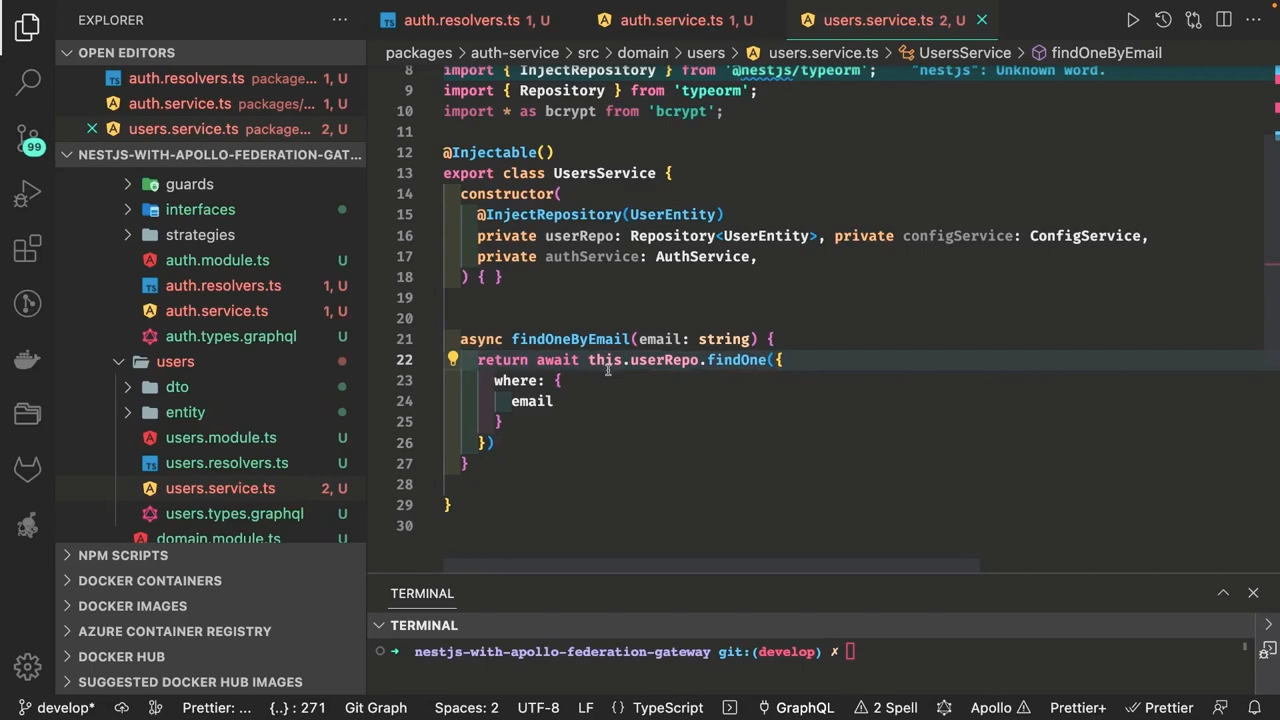 EXPLORER
OPEN EDITORS
auth.resolvers.ts packag... 1, U
auth.service.ts packages/... 1, U
users.service.ts package... 2, U
NESTJS-WITH-APOLLO-FEDERATION-GAT...
guards
interfaces
strategies
auth.module.ts U
auth.resolvers.ts 1, U
auth.service.ts 1, U
auth.types.graphql U
users
dto
entity
users.module.ts U
users.resolvers.ts U
users.service.ts 2, U
users.types.graphql U
domain.module.ts U
NPM SCRIPTS
DOCKER CONTAINERS
DOCKER IMAGES
AZURE CONTAINER REGISTRY
DOCKER HUB
SUGGESTED DOCKER HUB IMAGES
99
auth.resolvers.ts 1, U auth.service.ts 1, U users.service.ts 2, U
packages > auth-service > src > domain > users > users.service.ts > UsersService > findOneByEmail
8 import { InjectRepository } from '@nestjs/typeorm'; "nestjs": Unknown word.
9 import { Repository } from 'typeorm';
10 import * as bcrypt from 'bcrypt';
11
12 @Injectable()
13 export class UsersService {
14 constructor(
15 @InjectRepository(UserEntity)
16 private userRepo: Repository<UserEntity>, private configService: ConfigService,
17 private authService: AuthService,
18 ) { }
19
20
21 async findOneByEmail(email: string) {
22 return await this.userRepo.findOne({
23 where: {
24 email
25 }
26 })
27 }
28
29 }
30
TERMINAL
TERMINAL
→ nestjs-with-apollo-federation-gateway git:(develop) ✗
develop* Prettier: ... {..} : 271 Git Graph Spaces: 2 UTF-8 LF TypeScript GraphQL 2 Spell Apollo Prettier+ Prettier